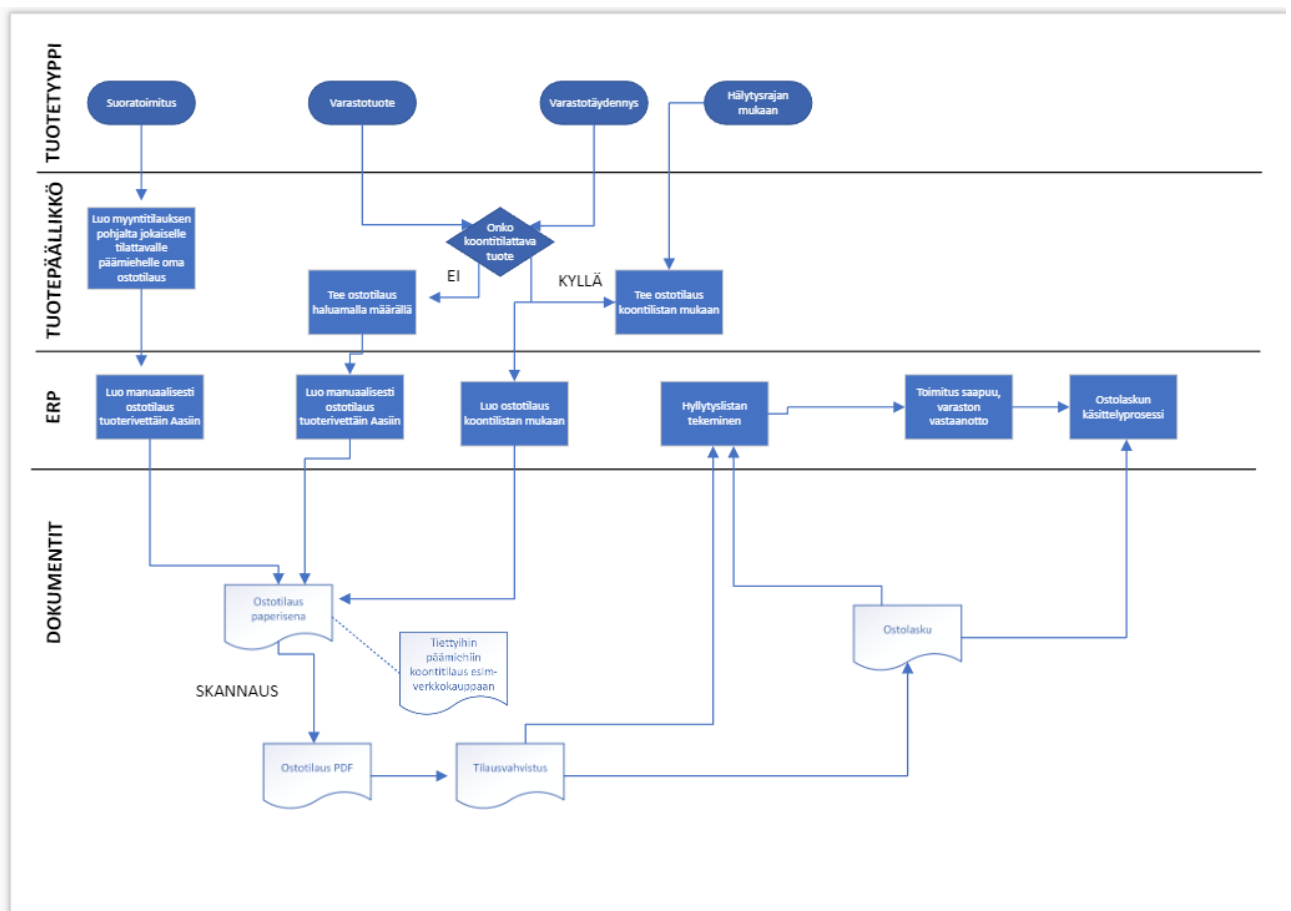 TUOTETYYPPI
Suoratoimitus
Varastotuote
Varastotäydennys
Hälytysrajan
mukaan
TUOTEPÄÄLLIKKÖ
Luo myyntitilauksen
pohjalta jokaiselle
tilattavalle
päämiehelle oma
ostotilaus
Onko
koontitilattava
tuote
EI
KYLLÄ
Tee ostotilaus
haluamalla määrällä
Tee ostotilaus
koontilistan mukaan
ERP
Luo manuaalisesti
ostotilaus
tuoterivettäin Aasiin
Luo manuaalisesti
ostotilaus
tuoterivettäin Aasiin
Luo ostotilaus
koontilistan mukaan
Hyllytyslistan
tekeminen
Toimitus saapuu,
varaston
vastaanotto
Ostolaskun
käsittelyprosessi
DOKUMENTIT
Ostotilaus
paperisena
Tiettyihin
päämiehiin
koontitilaus esim-
verkkokauppaan
Ostolasku
SKANNAUS
Ostotilaus PDF
Tilausvahvistus